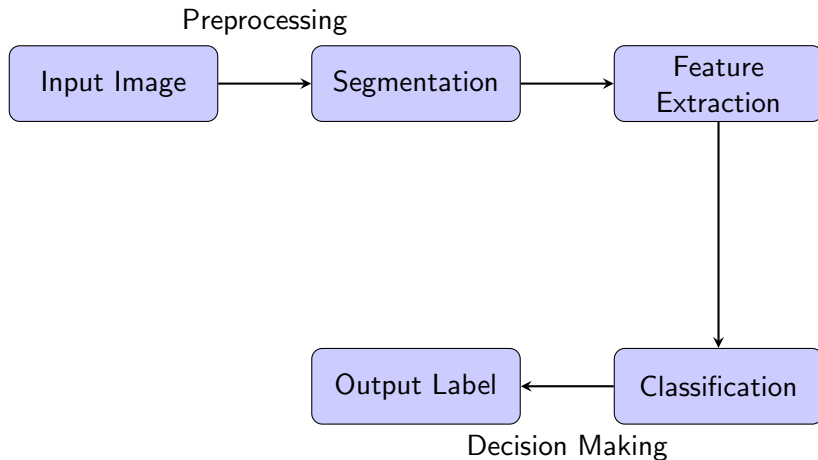 Preprocessing
Input Image
Segmentation
Feature
Extraction
Output Label
Classification
Decision Making